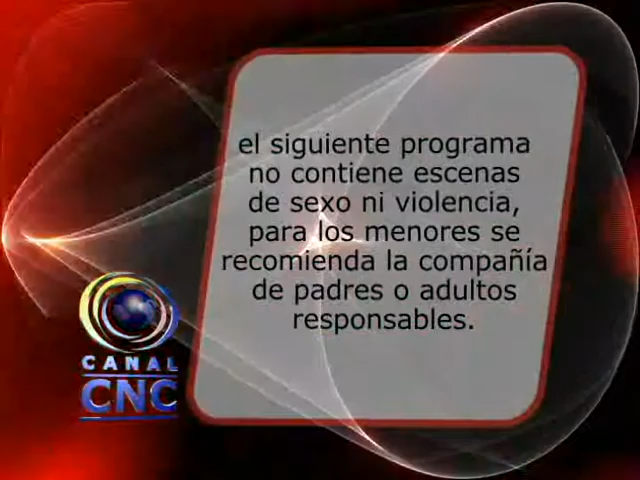 el siguiente programa
no contiene escenas
de sexo ni violencia,
para los menores se
recomienda la compañía
de padres o adultos
responsables.
CANAL
CNC